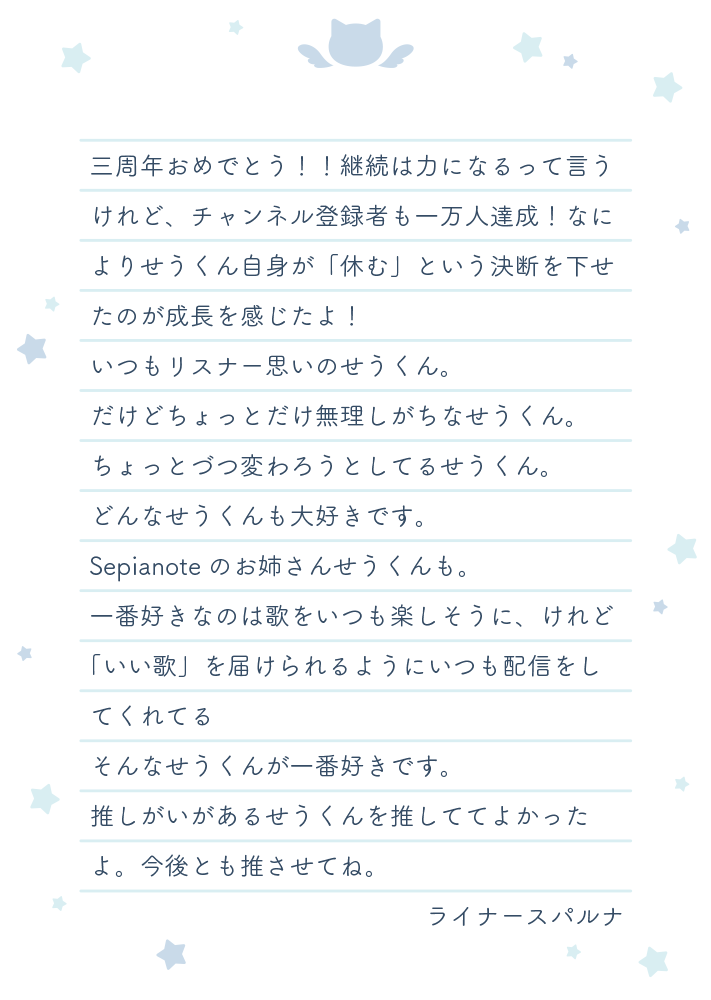 三周年おめでとう！！継続は力になるって言う
けれど、チャンネル登録者も一万人達成！なに
よりせうくん自身が「休む」という決断を下せ
たのが成長を感じたよ！
いつもリスナー思いのせうくん。
だけどちょっとだけ無理しがちなせうくん。
ちょっとづつ変わろうとしてるせうくん。
どんなせうくんも大好きです。
Sepianote のお姉さんせうくんも。
一番好きなのは歌をいつも楽しそうに、けれど
「いい歌」を届けられるようにいつも配信をし
てくれてる
そんなせうくんが一番好きです。
推しがいがあるせうくんを推しててよかった
よ。今後とも推させてね。
ライナースパルナ